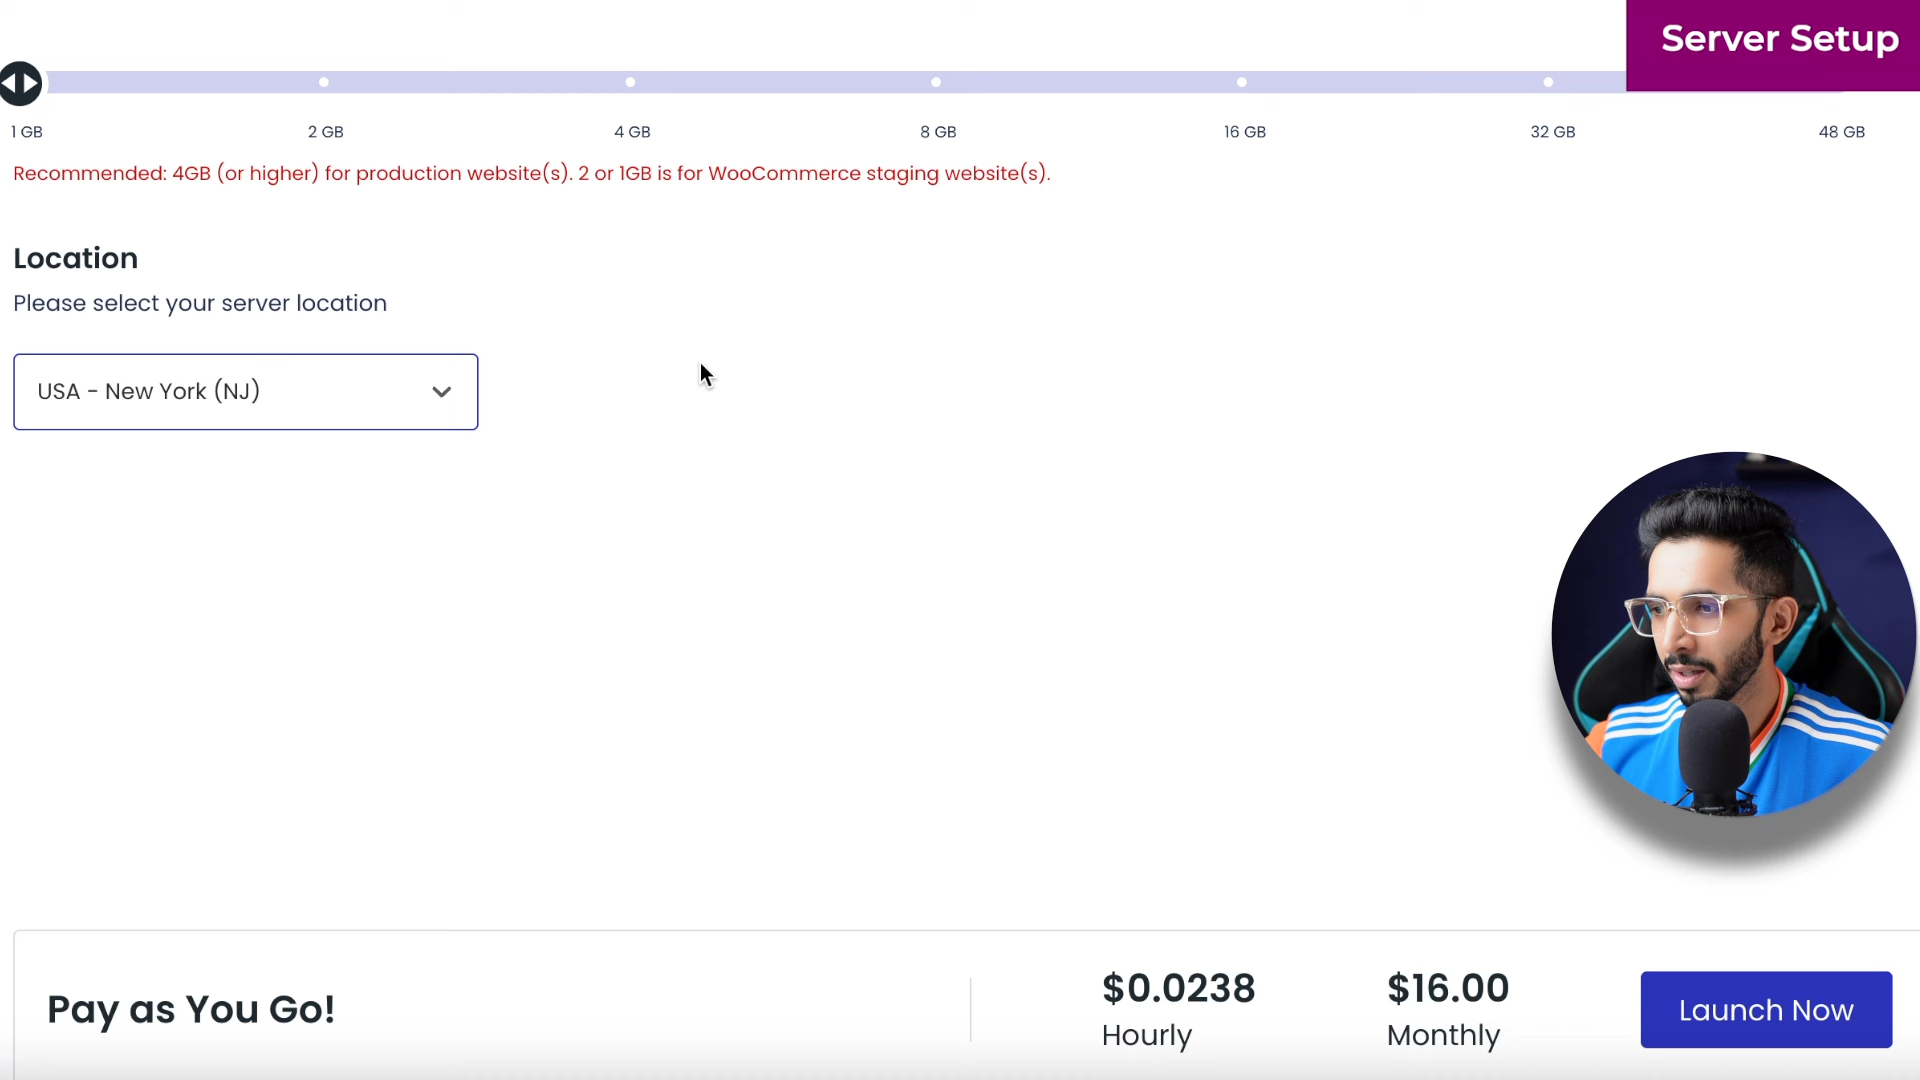 Server Setup
1 GB
2 GB
4 GB
8 GB
16 GB
32 GB
48 GB
Recommended: 4GB (or higher) for production website(s). 2 or 1GB is for WooCommerce staging website(s).
Location
Please select your server location
USA - New York (NJ)
Pay as You Go!
$0.0238
Hourly
$16.00
Monthly
Launch Now